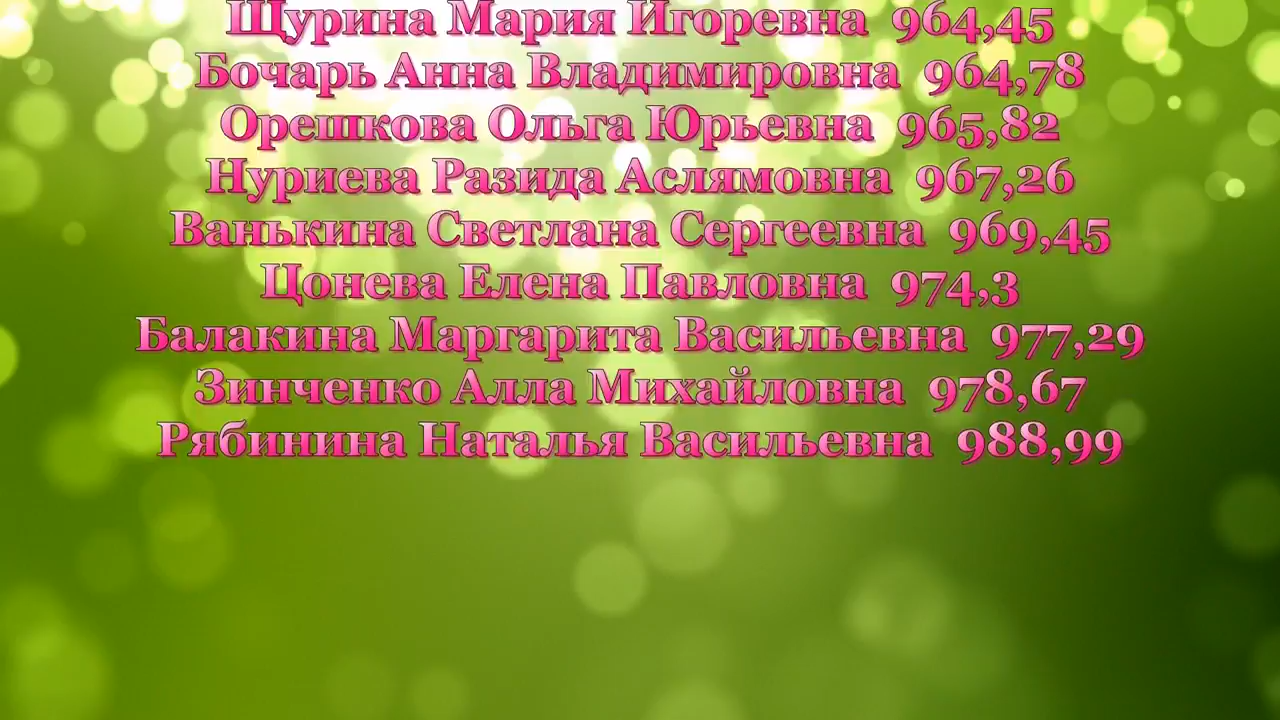 Щурина Мария Игоревна 964,45
Бочарь Анна Владимировна 964,78
Орешкова Ольга Юрьевна 965,82
Нуриева Разида Аслямовна 967,26
Ванькина Светлана Сергеевна 969,45
Цонева Елена Павловна 974,3
Балакина Маргарита Васильевна 977,29
Зинченко Алла Михайловна 978,67
Рябинина Наталья Васильевна 988,99